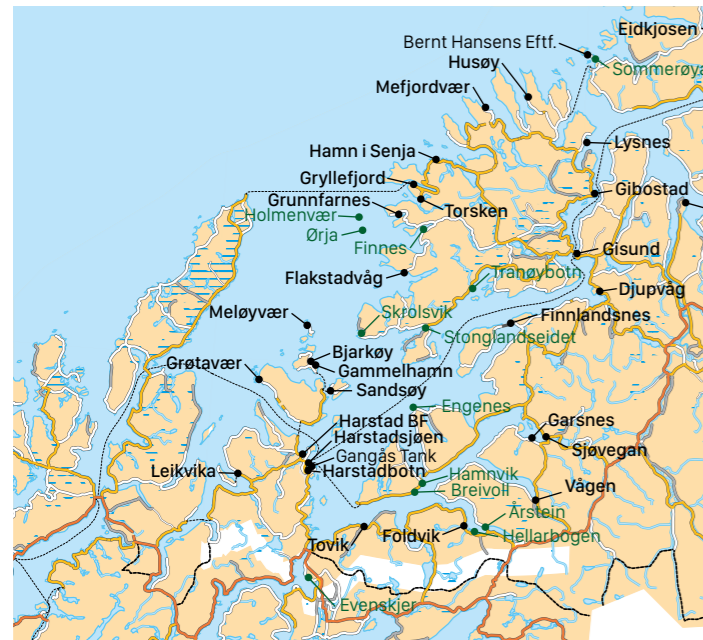 Eidkjosen
Bernt Hansens Eftf.
Husøy
Sommerøya
Mefjordvær
Lysnes
Hamn i Senja
Gryllefjord
Gibostad
Grunnfarnes
Torsken
Holmenvær
Ørja
Finnes
Gisund
Flakstadvåg
Tranøybotn
Djupvåg
Meløyvær
Skrolsvik
Finnlandsnes
Stonglandseidet
Bjarkøy
Grøtavær
Gammelhamn
Sandsøy
Engenes
Harstad BF
Garsnes
Harstadsjøen
Sjøvegan
Gangås Tank
Leikvika
Harstadbotn
Hamnvik
Breivoll
Vågen
Årstein
Tovik
Foldvik
Hellarbogen
Evenskjer